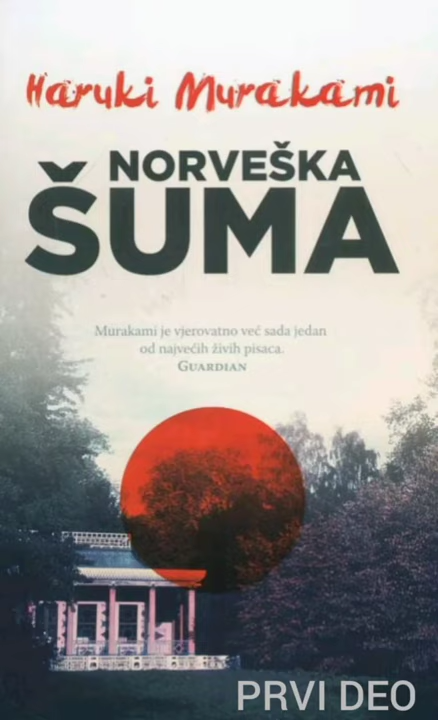 Haruki Murakami
NORVEŠKA
ŠUMA
Murakami je vjerovatno već sada jedan
od najvećih živih pisaca.
GUARDIAN
PRVI DEO